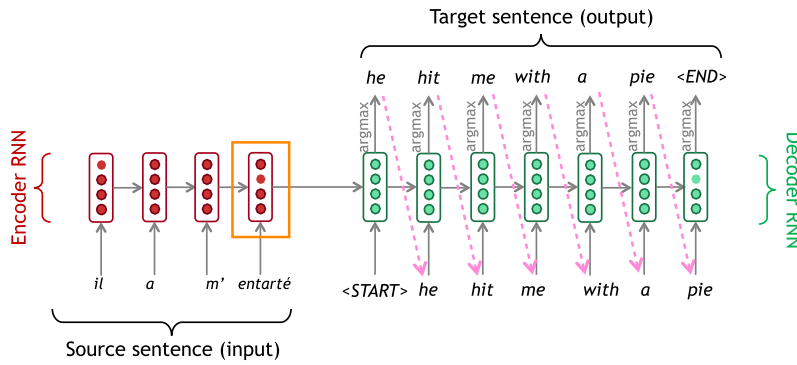 Target sentence (output)
he hit me with a pie <END>
argmax argmax argmax argmax argmax argmax argmax
Encoder RNN
Decoder RNN
il a m’ entarté
<START> he hit me with a pie
Source sentence (input)